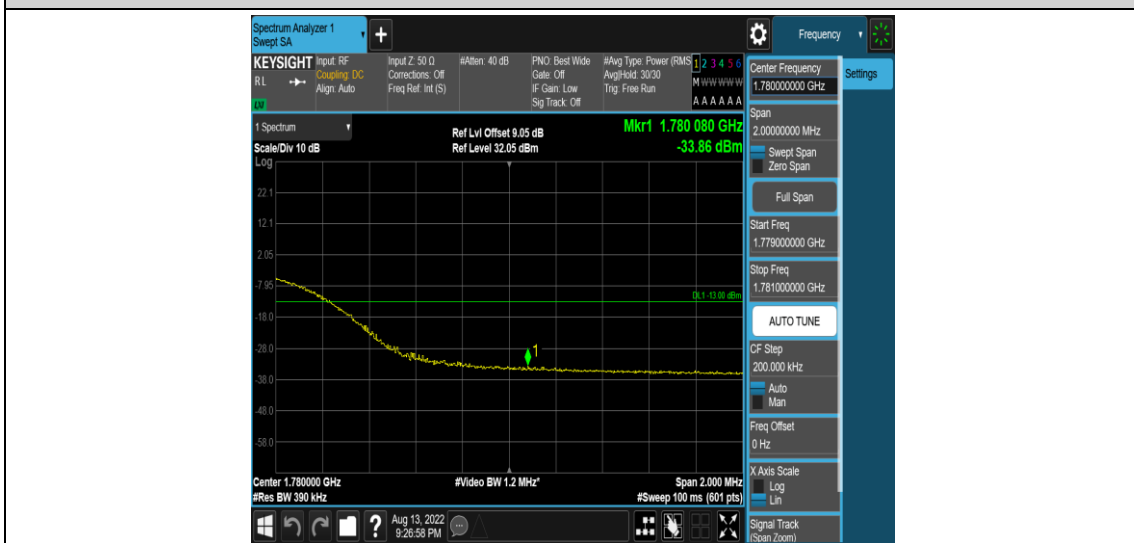 Spectrum Analyzer 1
Swept SA
+
Frequency
KEYSIGHT
RL
LXI
Input: RF
Coupling: DC
Align: Auto
Input Z: 50 Ω
Corrections: Off
Freq Ref: Int (S)
#Atten: 40 dB
PNO: Best Wide
Gate: Off
IF Gain: Low
Sig Track: Off
#Avg Type: Power (RMS
Avg|Hold: 30/30
Trig: Free Run
1 2 3 4 5 6
M W W W W W
A A A A A A
1 Spectrum
Scale/Div 10 dB
Log
Ref Lvl Offset 9.05 dB
Ref Level 32.05 dBm
Mkr1 1.780 080 GHz
-33.86 dBm
22.1
12.1
2.05
-7.95
-18.0
-28.0
-38.0
-48.0
-58.0
DL1 -13.00 dBm
1
Center 1.780000 GHz
#Res BW 390 kHz
#Video BW 1.2 MHz*
Span 2.000 MHz
#Sweep 100 ms (601 pts)
?
Aug 13, 2022
9:26:58 PM
Center Frequency
1.780000000 GHz
Settings
Span
2.00000000 MHz
Swept Span
Zero Span
Full Span
Start Freq
1.779000000 GHz
Stop Freq
1.781000000 GHz
AUTO TUNE
CF Step
200.000 kHz
Auto
Man
Freq Offset
0 Hz
X Axis Scale
Log
Lin
Signal Track
(Span Zoom)